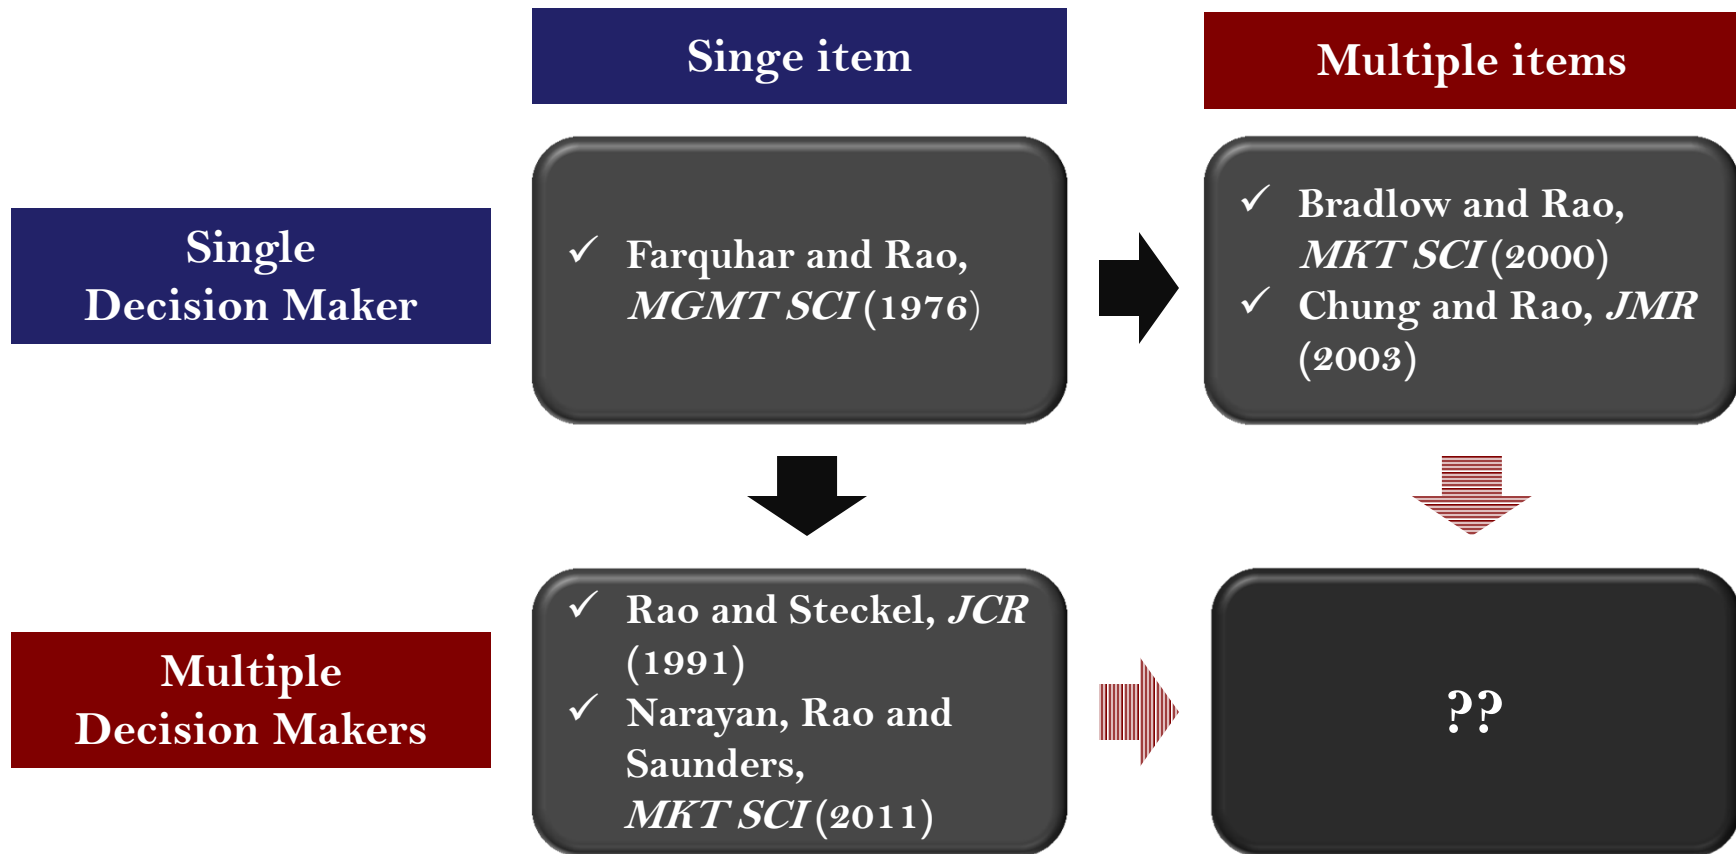 Singe item
Multiple items
Single
Decision Maker
✓ Farquhar and Rao,
MGMT SCI (1976)
✓ Bradlow and Rao,
MKT SCI (2000)
✓ Chung and Rao, JMR
(2003)
Multiple
Decision Makers
✓ Rao and Steckel, JCR
(1991)
✓ Narayan, Rao and
Saunders,
MKT SCI (2011)
??